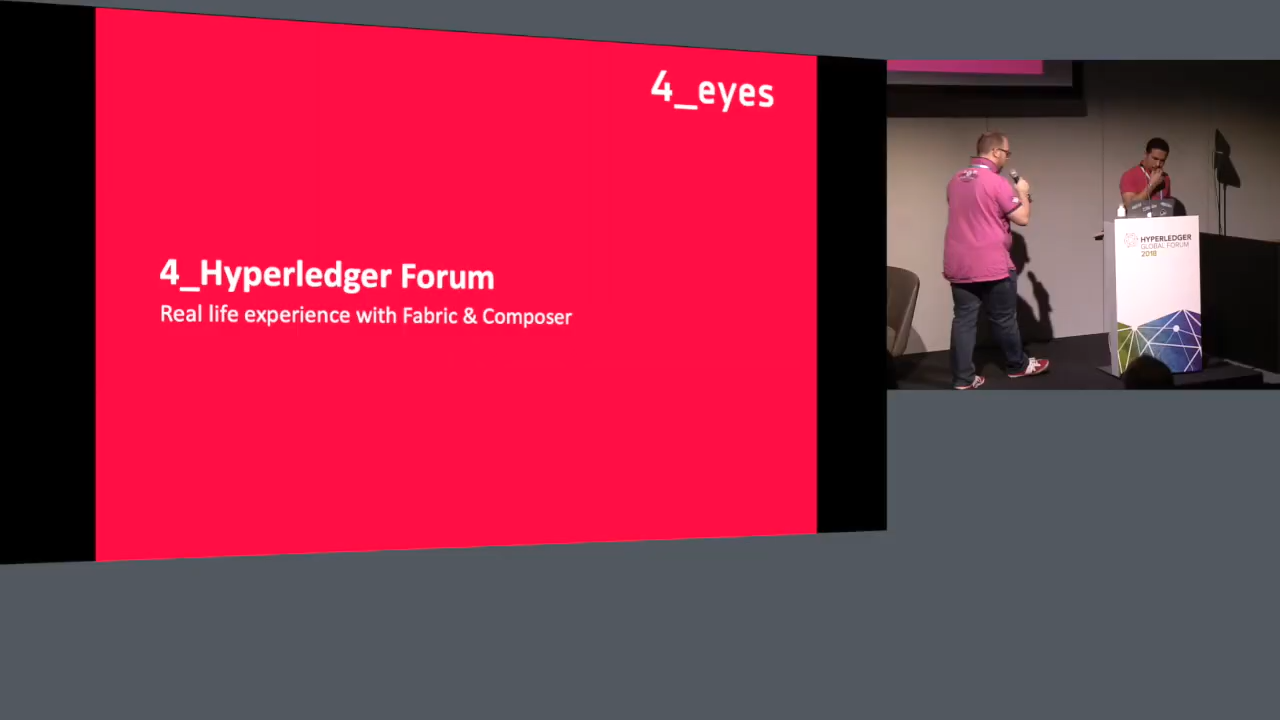 4_eyes
4_Hyperledger Forum
Real life experience with Fabric & Composer
HYPERLEDGER
GLOBAL FORUM
2018